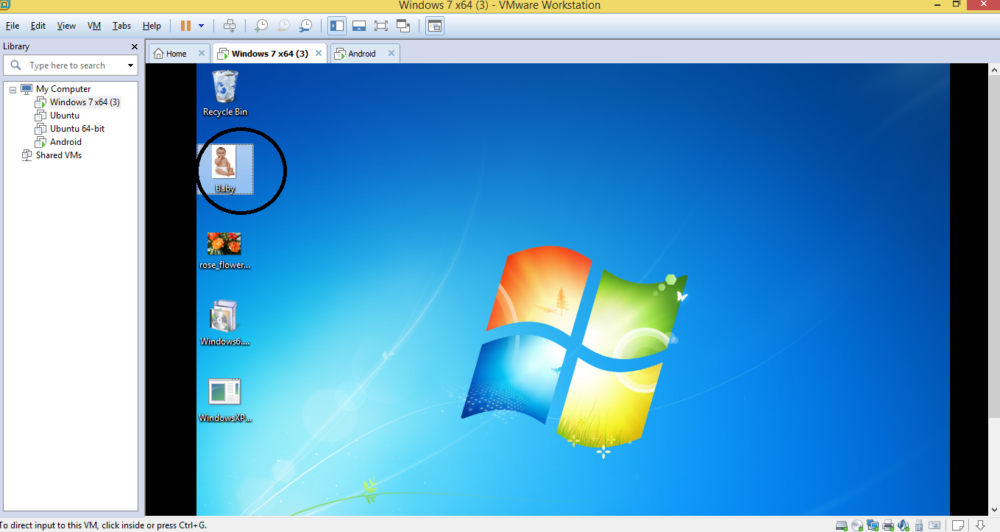 Windows 7 x64 (3) - VMware Workstation
File Edit View VM Tabs Help
Library
Home
Windows 7 x64 (3)
Android
Type here to search
My Computer
Windows 7 x64 (3)
Ubuntu
Ubuntu 64-bit
Android
Shared VMs
Recycle Bin
Baby
rose_flower...
Windows6....
WindowsXP...
To direct input to this VM, click inside or press Ctrl+G.